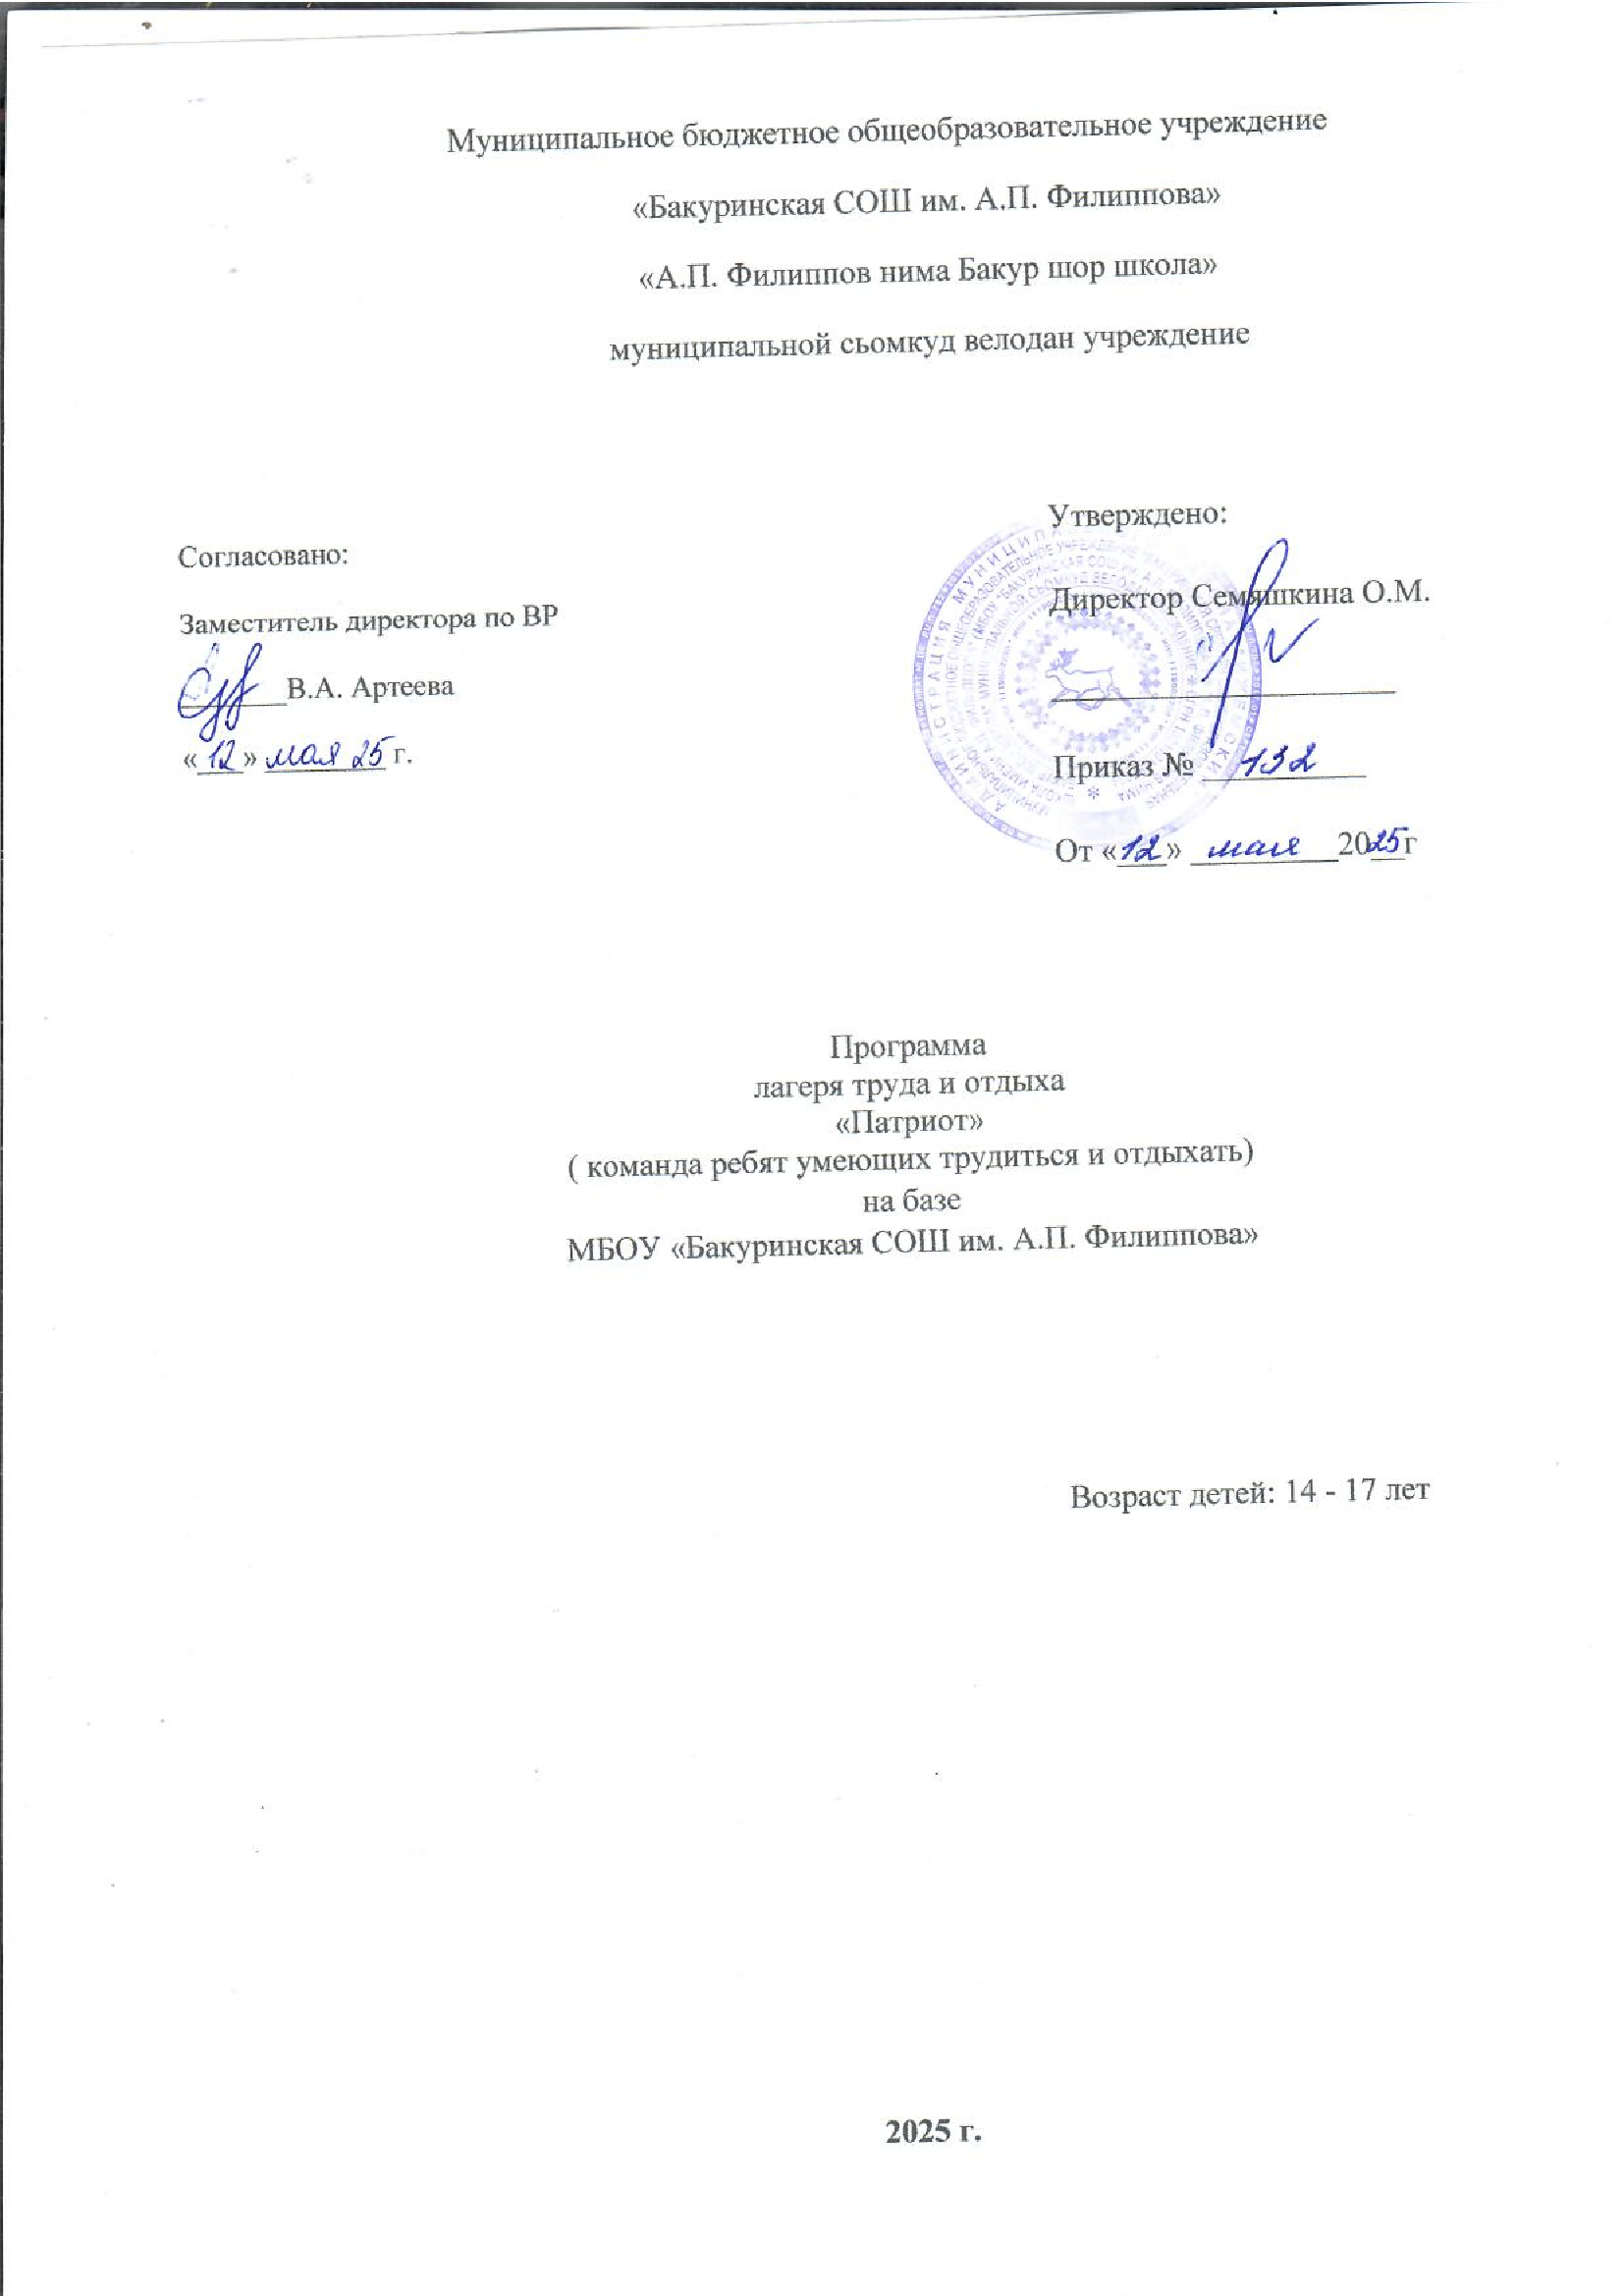 Муниципальное бюджетное общеобразовательное учреждение
«Бакуринская СОШ им. А.П. Филиппова»
«А.П. Филиппов нима Бакур шор школа»
муниципальной сьомкуд велодан учреждение
Согласовано:
Заместитель директора по ВР
________В.А. Артеева
«12» мая 25 г.
Утверждено:
Директор Семяшкина О.М.
Приказ № 132
От «12» мая 2025г
Программа
лагеря труда и отдыха
«Патриот»
( команда ребят умеющих трудиться и отдыхать)
на базе
МБОУ «Бакуринская СОШ им. А.П. Филиппова»
Возраст детей: 14 - 17 лет
2025 г.